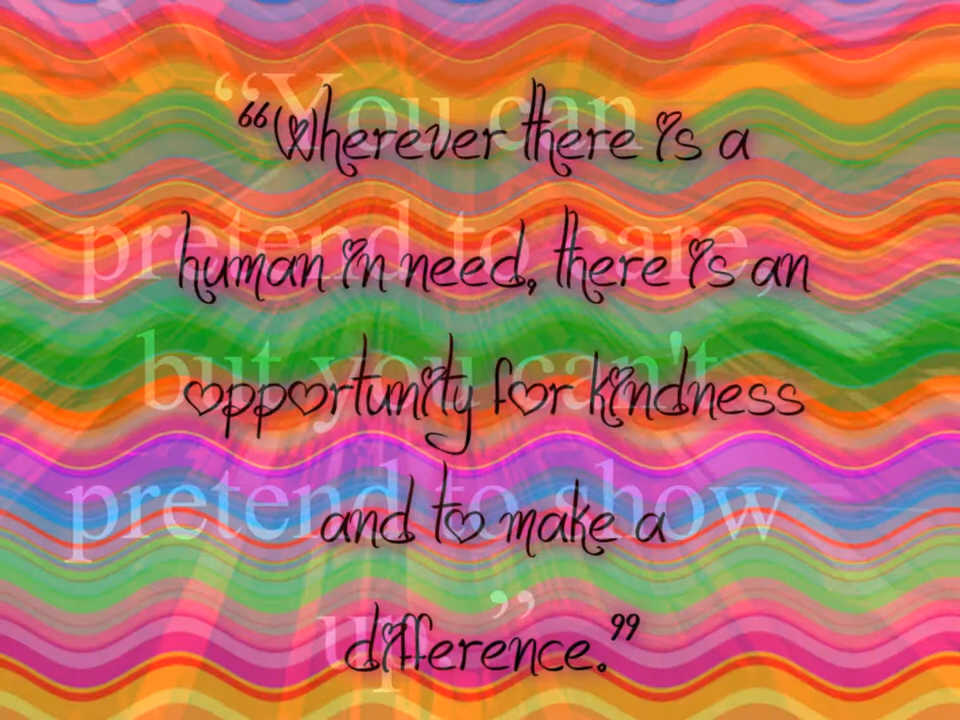 “Wherever there is a
human in need, there is an
opportunity for kindness
and to make a
difference.”
“You can
pretend to care,
but you can't
pretend to show
up.”